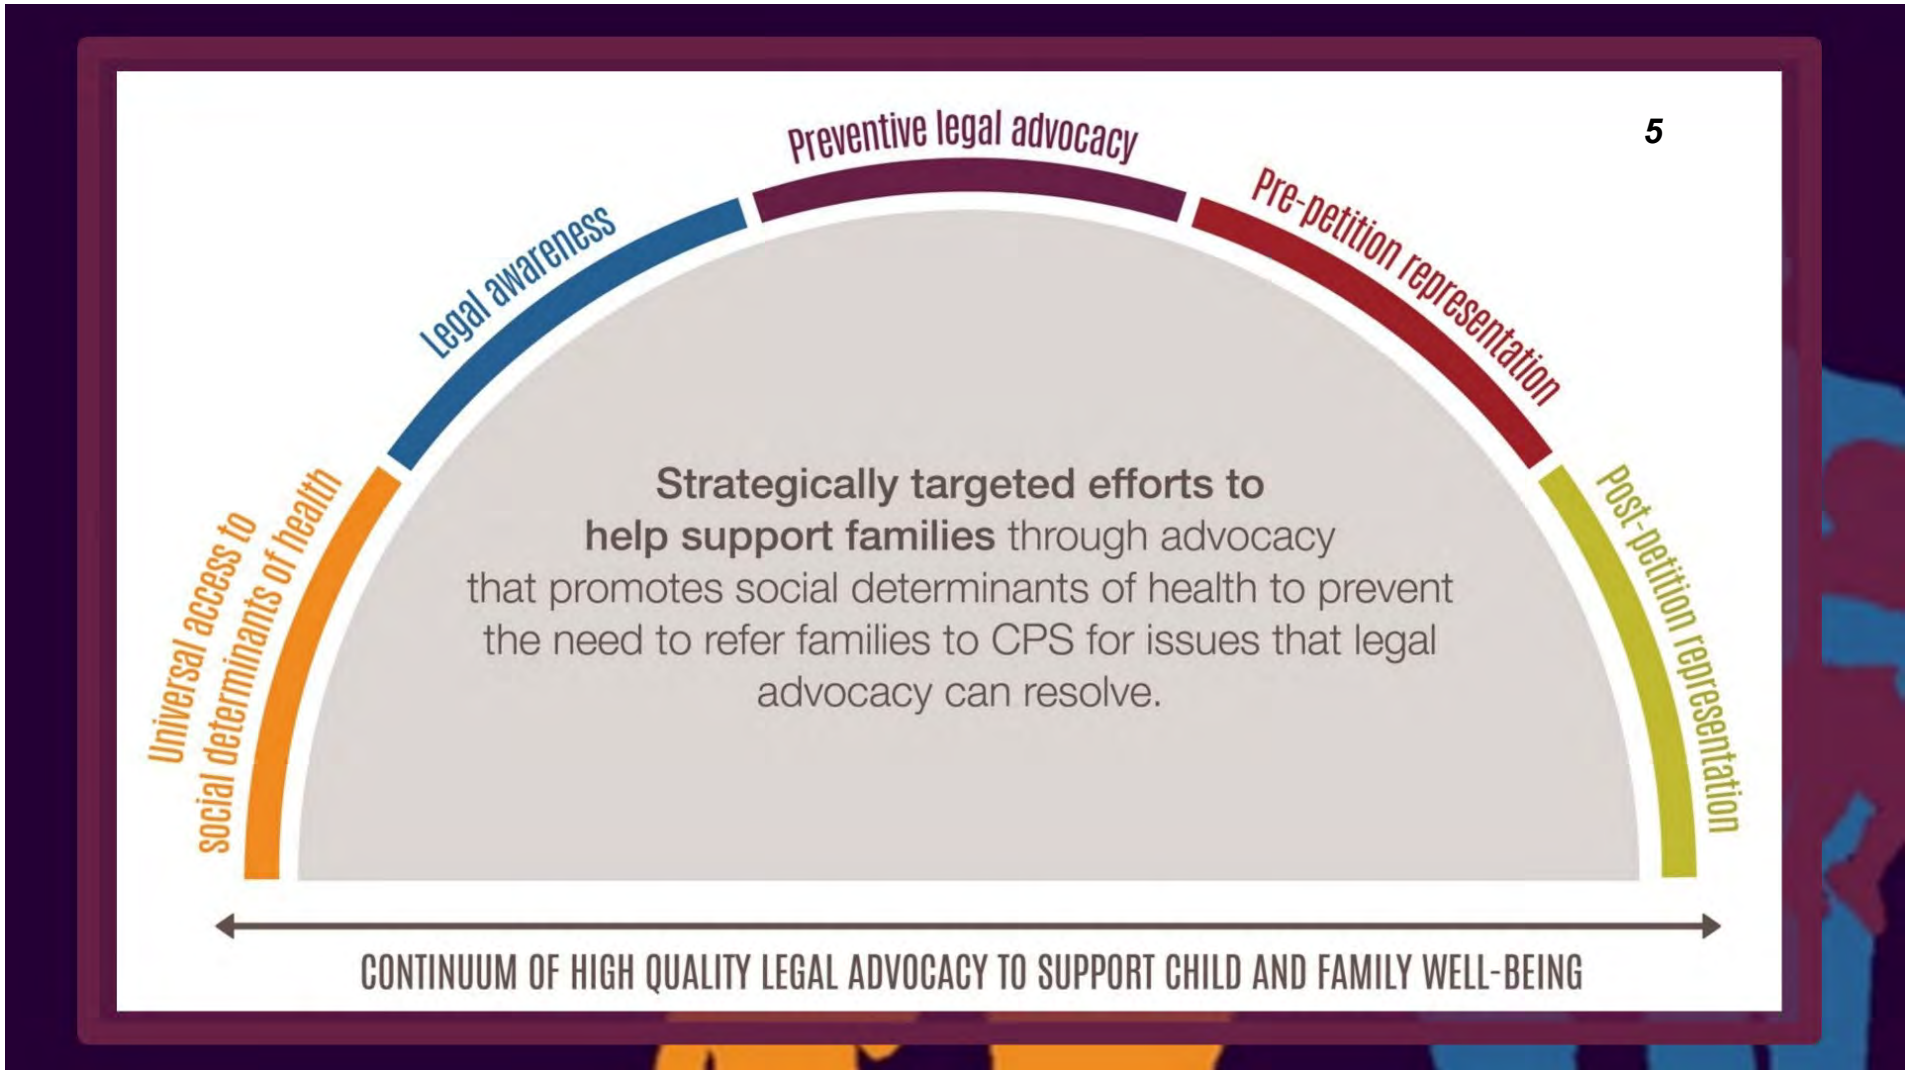 5
Universal access to
social determinants of health
Legal awareness
Preventive legal advocacy
Pre-petition representation
Post-petition representation
Strategically targeted efforts to
help support families through advocacy
that promotes social determinants of health to prevent
the need to refer families to CPS for issues that legal
advocacy can resolve.
CONTINUUM OF HIGH QUALITY LEGAL ADVOCACY TO SUPPORT CHILD AND FAMILY WELL-BEING